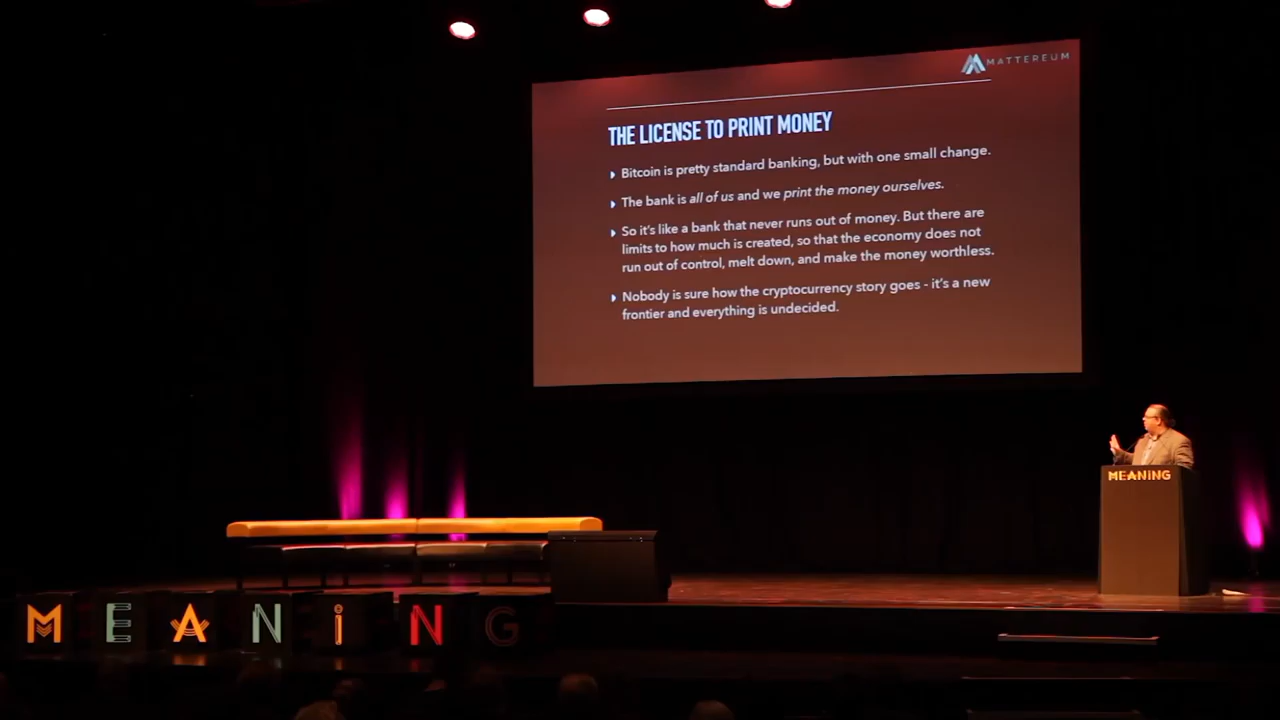 MATTEREUM
THE LICENSE TO PRINT MONEY
Bitcoin is pretty standard banking, but with one small change.
The bank is all of us and we print the money ourselves.
So it's like a bank that never runs out of money. But there are
limits to how much is created, so that the economy does not
run out of control, melt down, and make the money worthless.
Nobody is sure how the cryptocurrency story goes - it's a new
frontier and everything is undecided.
MEANiNG
MEANiNG